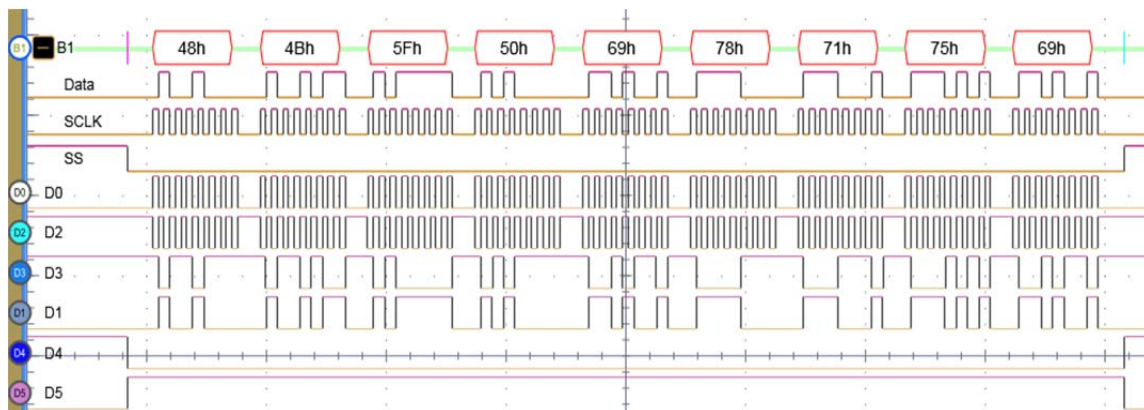 B1 B1 48h 4Bh 5Fh 50h 69h 78h 71h 75h 69h
Data
SCLK
SS
D0 D0
D2 D2
D3 D3
D1 D1
D4 D4
D5 D5